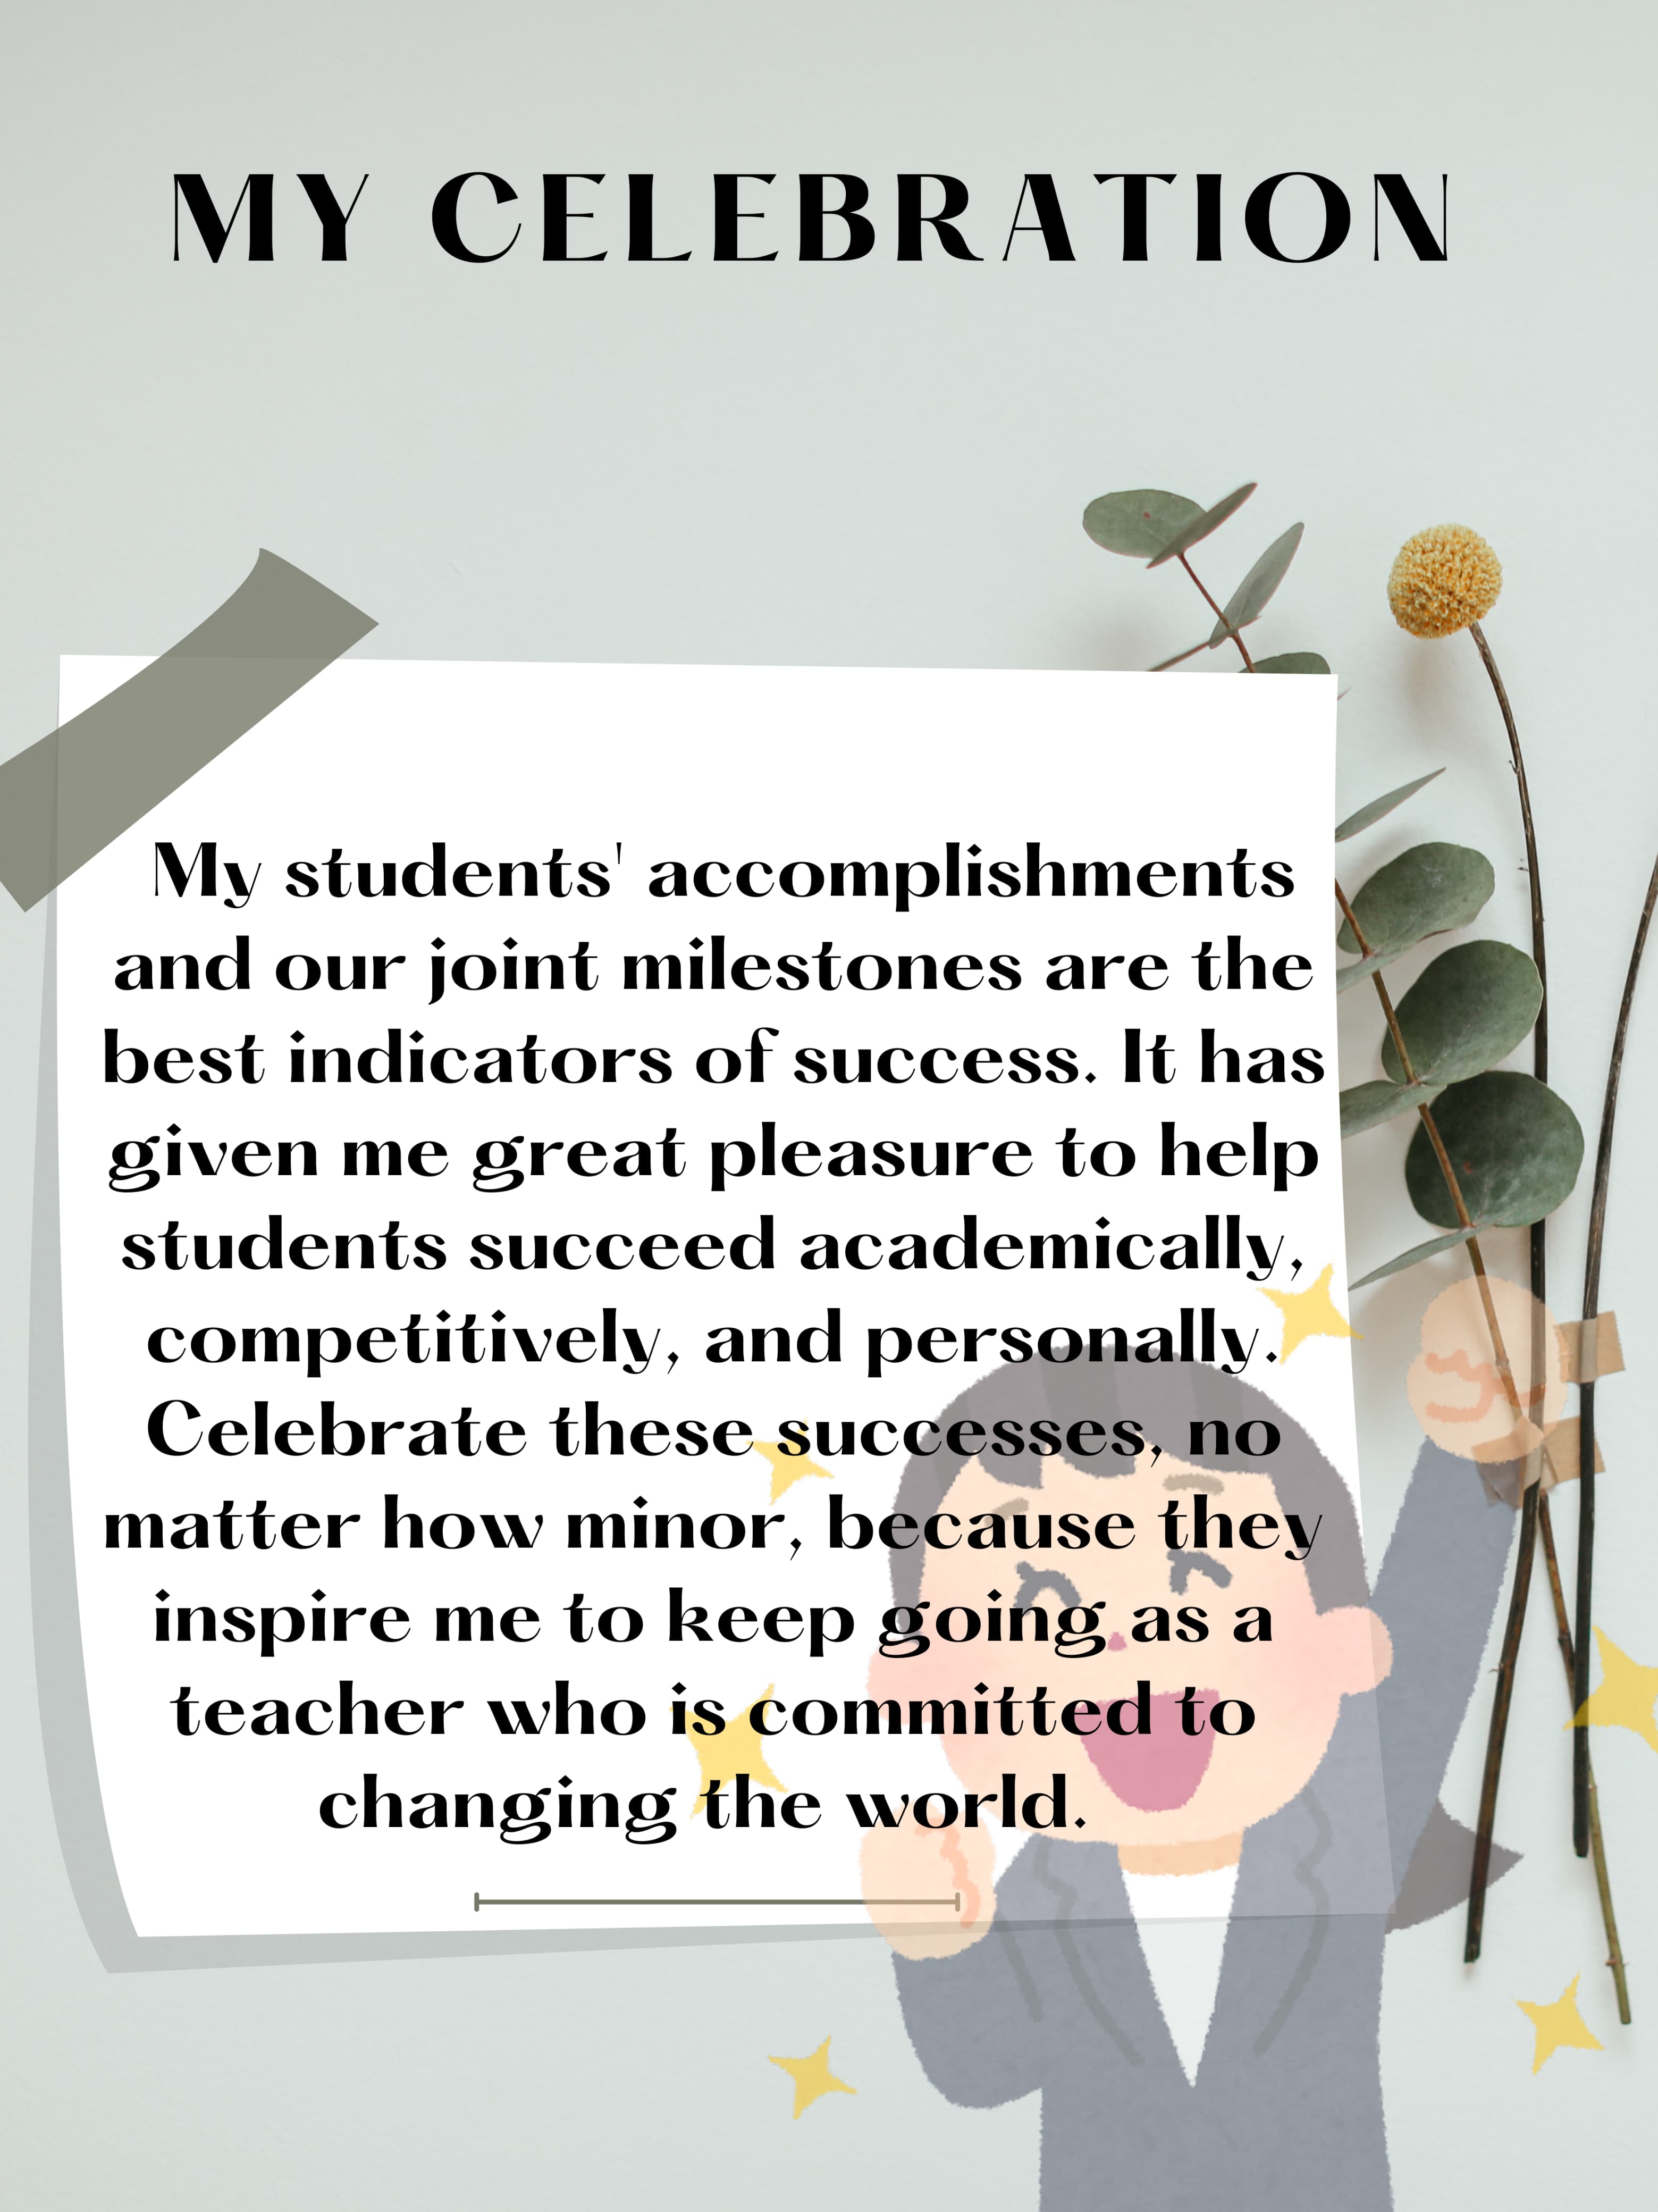 MY CELEBRATION
My students' accomplishments
and our joint milestones are the
best indicators of success. It has
given me great pleasure to help
students succeed academically,
competitively, and personally.
Celebrate these successes, no
matter how minor, because they
inspire me to keep going as a
teacher who is committed to
changing the world.